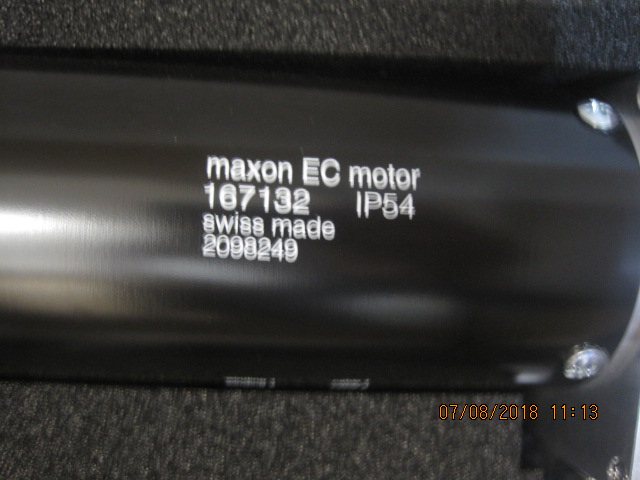 maxon EC motor
167132 IP54
swiss made
2098249
07/08/2018 11:13